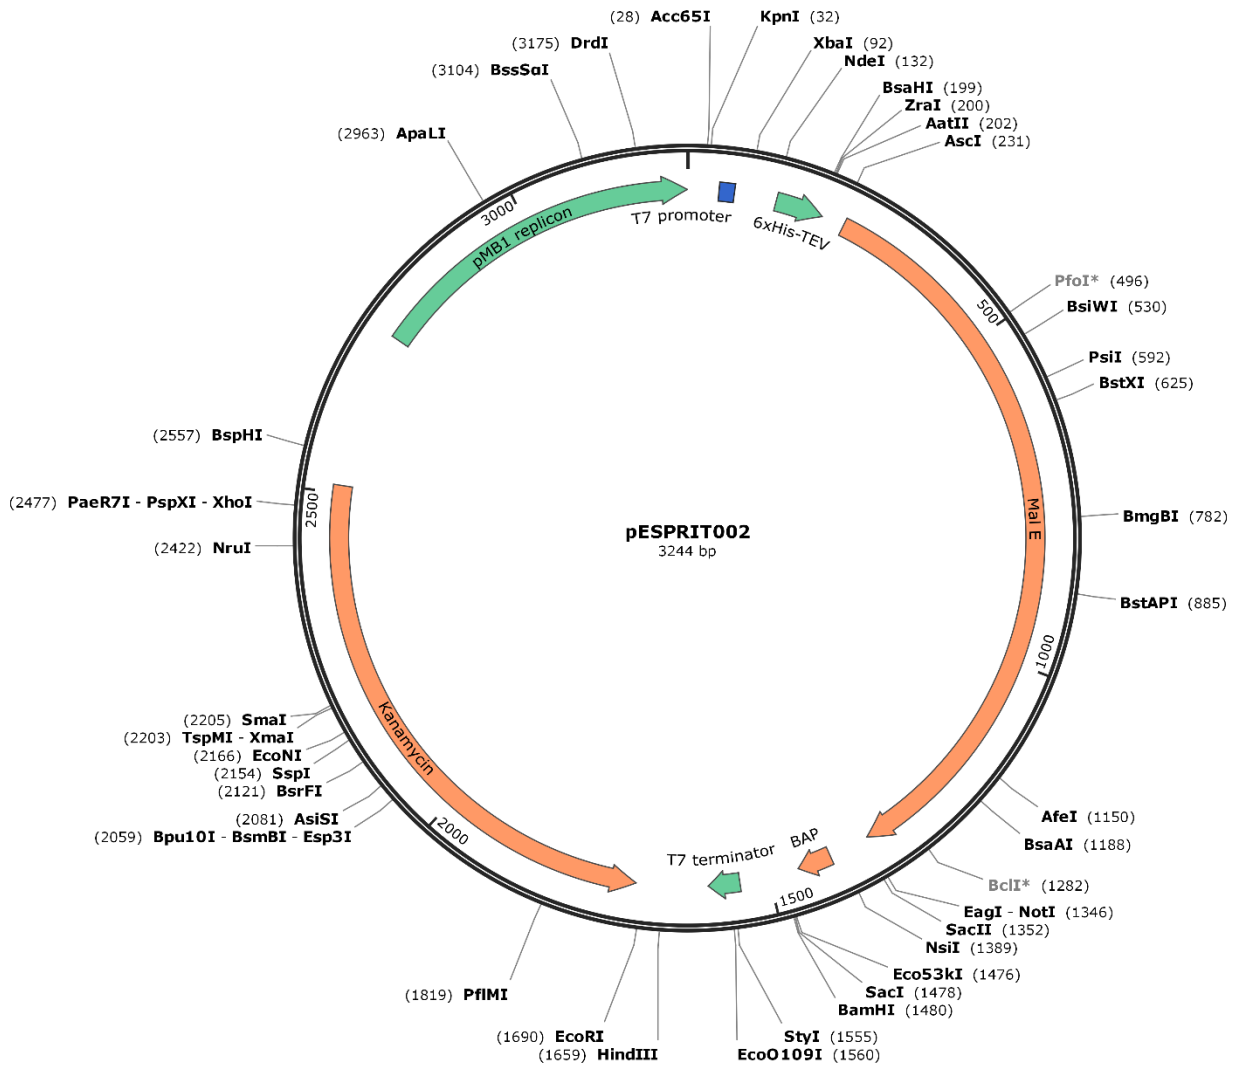 (28) Acc65I
KpnI (32)
(3175) DrdI
XbaI (92)
(3104) BssSαI
NdeI (132)
BsaHI (199)
ZraI (200)
AatII (202)
(2963) ApaLI
AscI (231)
3000
pMB1 replicon
T7 promoter
6xHis-TEV
PfoI* (496)
500
BsiWI (530)
PsiI (592)
BstXI (625)
(2557) BspHI
(2477) PaeR7I - PspXI - XhoI
2500
(2422) NruI
pESPRIT002
3244 bp
Mal E
BmgBI (782)
BstAPI (885)
1000
(2205) SmaI
(2203) TspMI - XmaI
(2166) EcoNI
(2154) SspI
(2121) BsrFI
(2081) AsiSI
(2059) Bpu10I - BsmBI - Esp3I
Kanamycin
2000
AfeI (1150)
BsaAI (1188)
T7 terminator
BAP
1500
BclI* (1282)
EagI - NotI (1346)
SacII (1352)
NsiI (1389)
Eco53kI (1476)
SacI (1478)
BamHI (1480)
(1819) PflMI
(1690) EcoRI
StyI (1555)
(1659) HindIII
EcoO109I (1560)